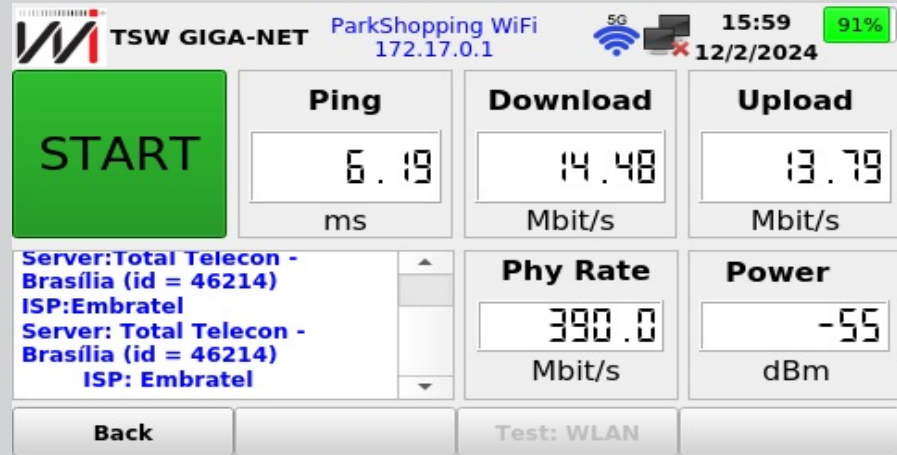 TSW GIGA-NET
ParkShopping WiFi
172.17.0.1
5G
15:59
12/2/2024
91%
START
Ping
6.19
ms
Download
14.48
Mbit/s
Upload
13.79
Mbit/s
Server:Total Telecon -
Brasília (id = 46214)
ISP:Embratel
Server: Total Telecon -
Brasília (id = 46214)
ISP: Embratel
Phy Rate
390.0
Mbit/s
Power
-55
dBm
Back
Test: WLAN